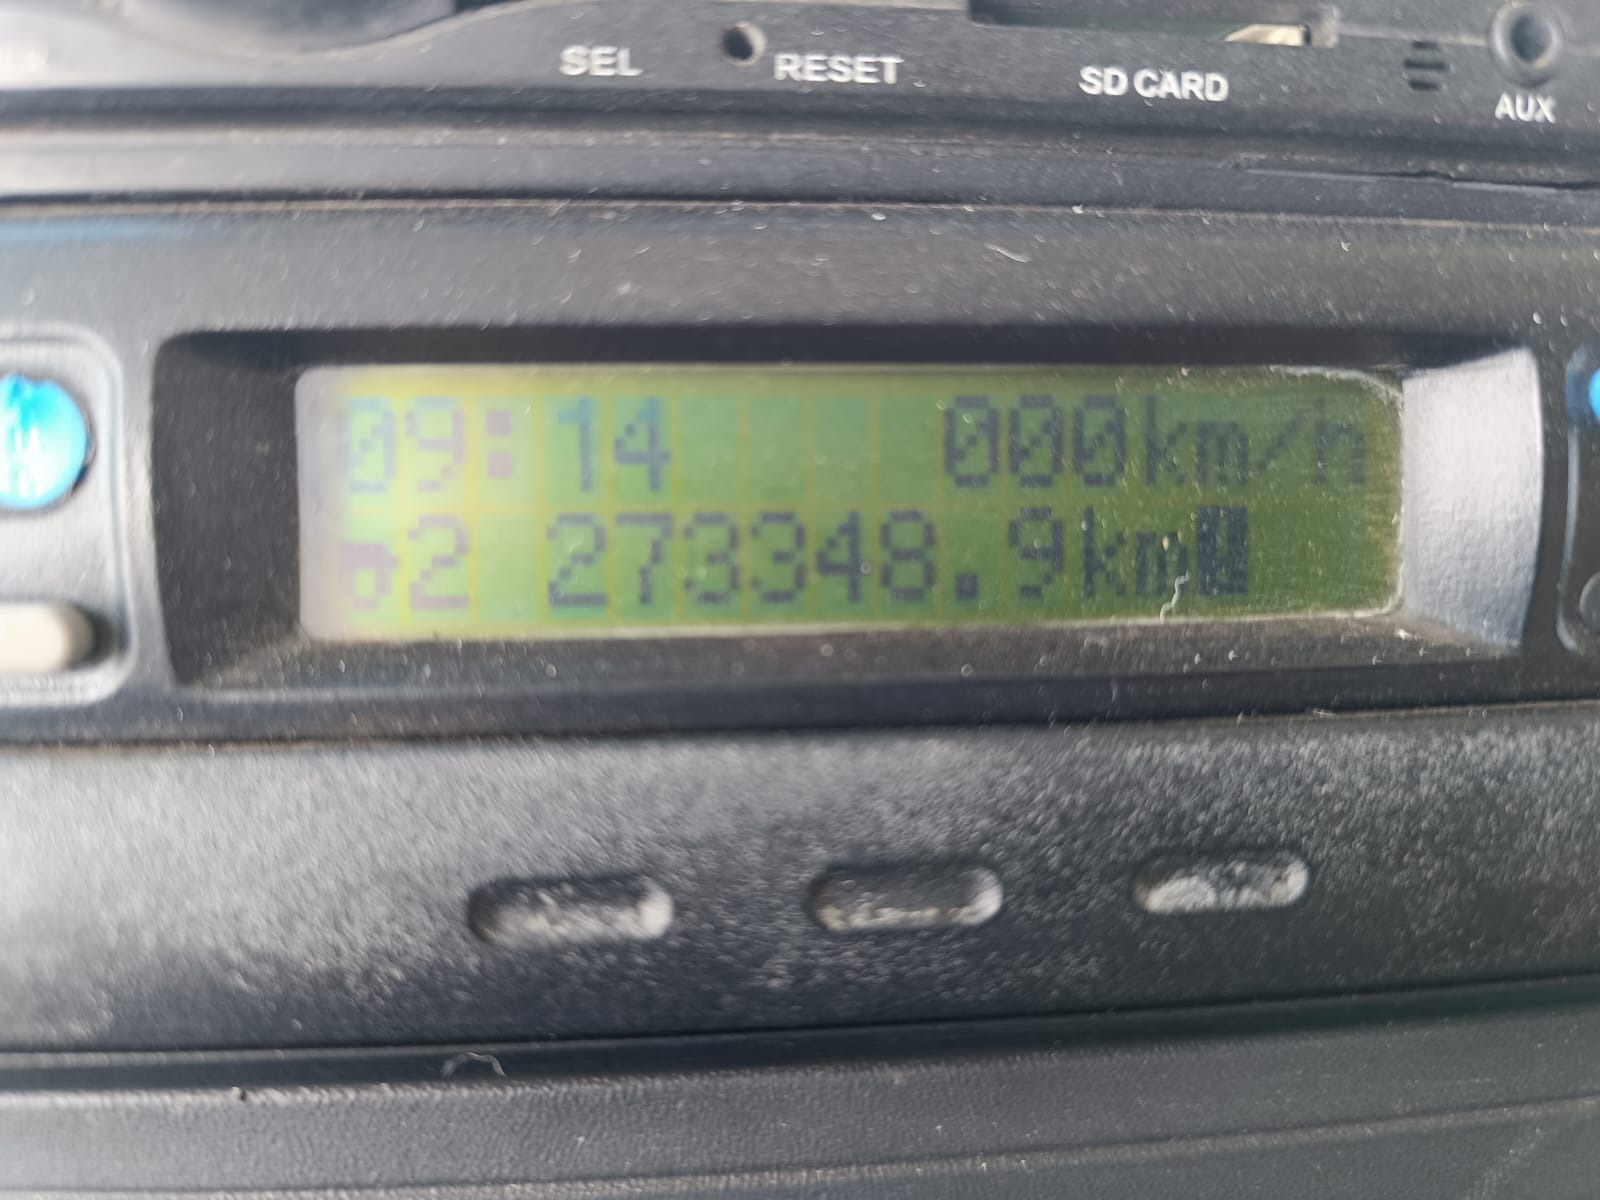 SEL
RESET
SD CARD
AUX
09:14 000km/h
2 273348.9km